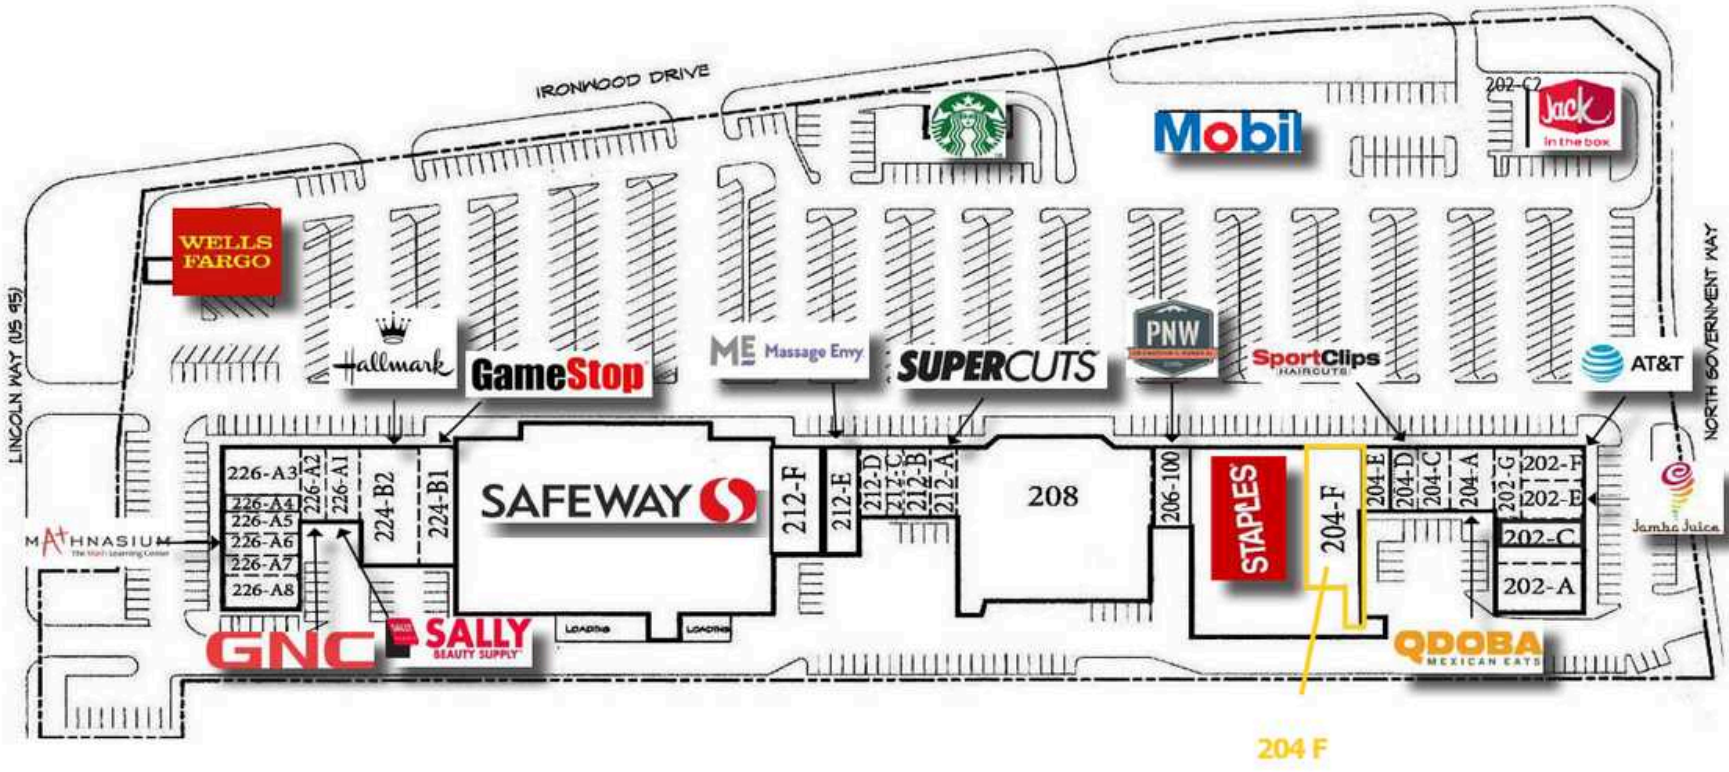 IRONWOOD DRIVE
202-C2
Jack
in the box
Mobil
WELLS
FARGO
LINCOLN WAY (US 95)
NORTH GOVERNMENT WAY
Hallmark
GameStop
ME Massage Envy
SUPERCUTS
PNW
SportClips
HAIRCUTS
AT&T
226-A3
226-A4
226-A5
226-A6
226-A7
226-A8
226-A2
226-A1
224-B2
224-B1
SAFEWAY
212-F
212-E
212-D
212-C
212-B
212-A
208
206-100
STAPLES
204-F
204-E
204-D
204-C
204-A
202-G
202-F
202-E
202-C
202-A
Jamba Juice
MATHNASIUM
The Math Learning Center
GNC
SALLY
SALLY
BEAUTY SUPPLY
LOADING
LOADING
QDOBA
MEXICAN EATS
204 F